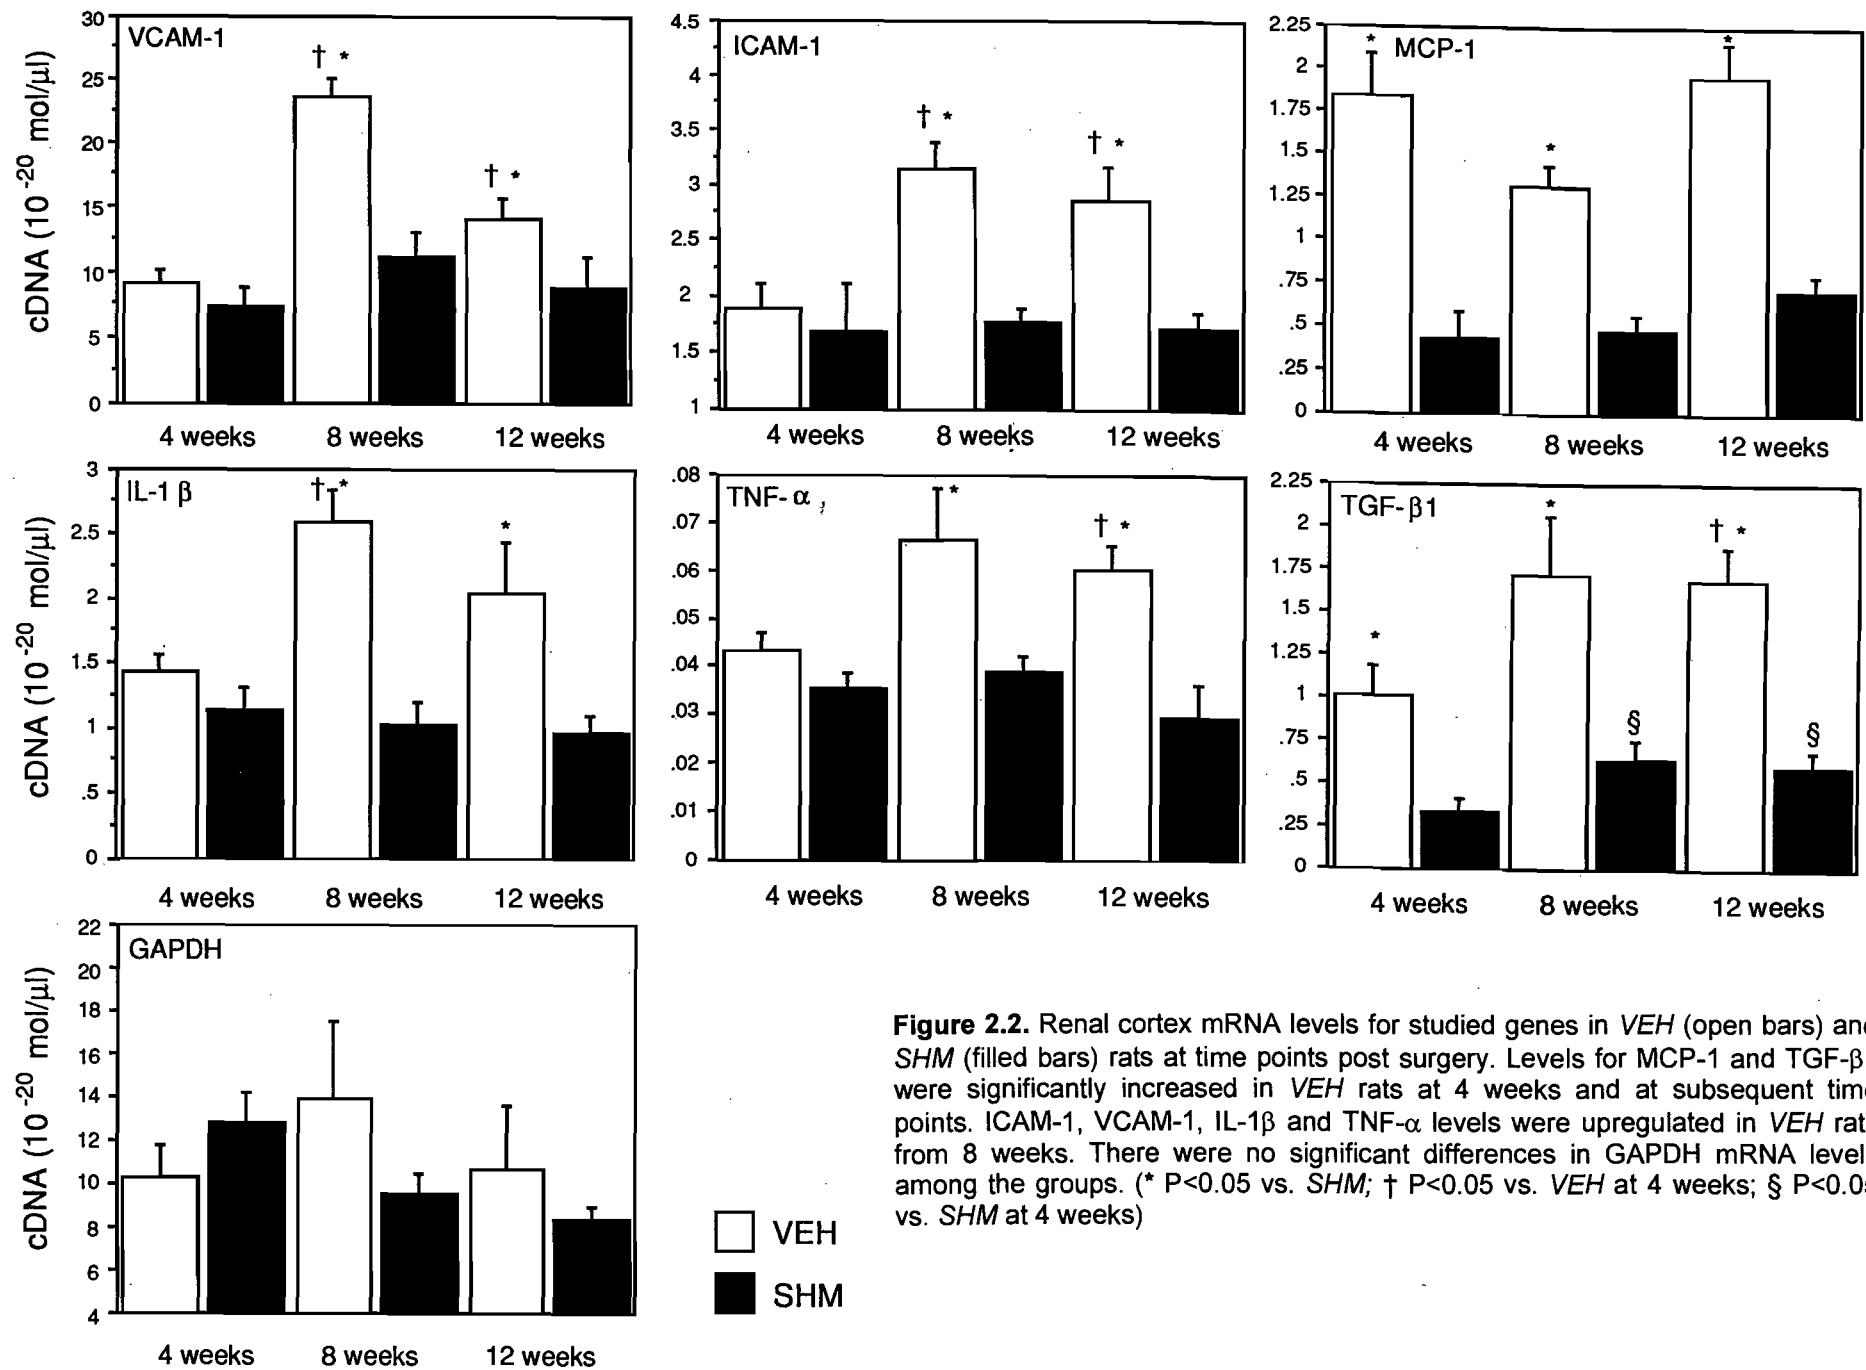 VCAM-1
cDNA (10 -20 mol/µl)
30
25
20
15
10
5
0
† *
† *
4 weeks
8 weeks
12 weeks
ICAM-1
4.5
4
3.5
3
2.5
2
1.5
1
† *
† *
4 weeks
8 weeks
12 weeks
MCP-1
2.25
2
1.75
1.5
1.25
1
.75
.5
.25
0
*
*
*
4 weeks
8 weeks
12 weeks
IL-1 β
cDNA (10 -20 mol/µl)
3
2.5
2
1.5
1
.5
0
† *
*
4 weeks
8 weeks
12 weeks
TNF- α
.08
.07
.06
.05
.04
.03
.02
.01
0
*
† *
4 weeks
8 weeks
12 weeks
TGF- β1
2.25
2
1.75
1.5
1.25
1
.75
.5
.25
0
*
*
† *
§
§
4 weeks
8 weeks
12 weeks
GAPDH
cDNA (10 -20 mol/µl)
22
20
18
16
14
12
10
8
6
4
4 weeks
8 weeks
12 weeks
VEH
SHM
Figure 2.2. Renal cortex mRNA levels for studied genes in VEH (open bars) and
SHM (filled bars) rats at time points post surgery. Levels for MCP-1 and TGF-β
were significantly increased in VEH rats at 4 weeks and at subsequent time
points. ICAM-1, VCAM-1, IL-1β and TNF-α levels were upregulated in VEH rat
from 8 weeks. There were no significant differences in GAPDH mRNA level
among the groups. (* P<0.05 vs. SHM; † P<0.05 vs. VEH at 4 weeks; § P<0.05
vs. SHM at 4 weeks)